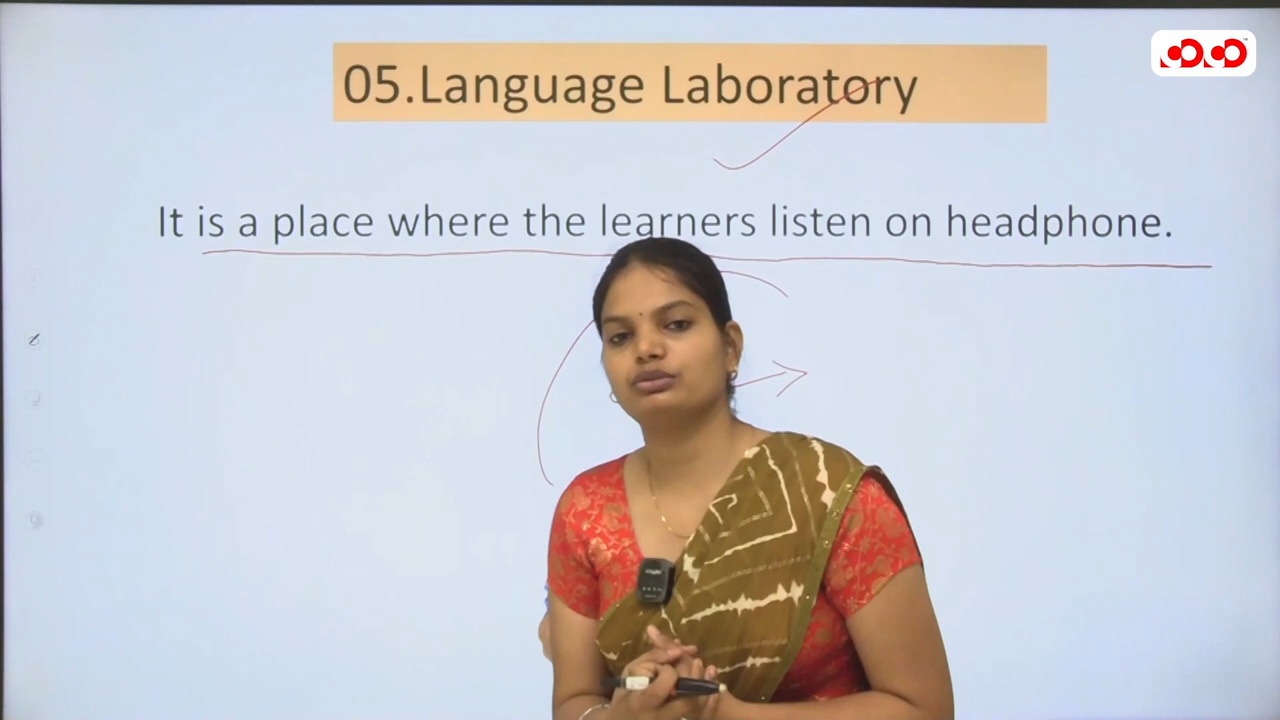 05.Language Laboratory
It is a place where the learners listen on headphone.